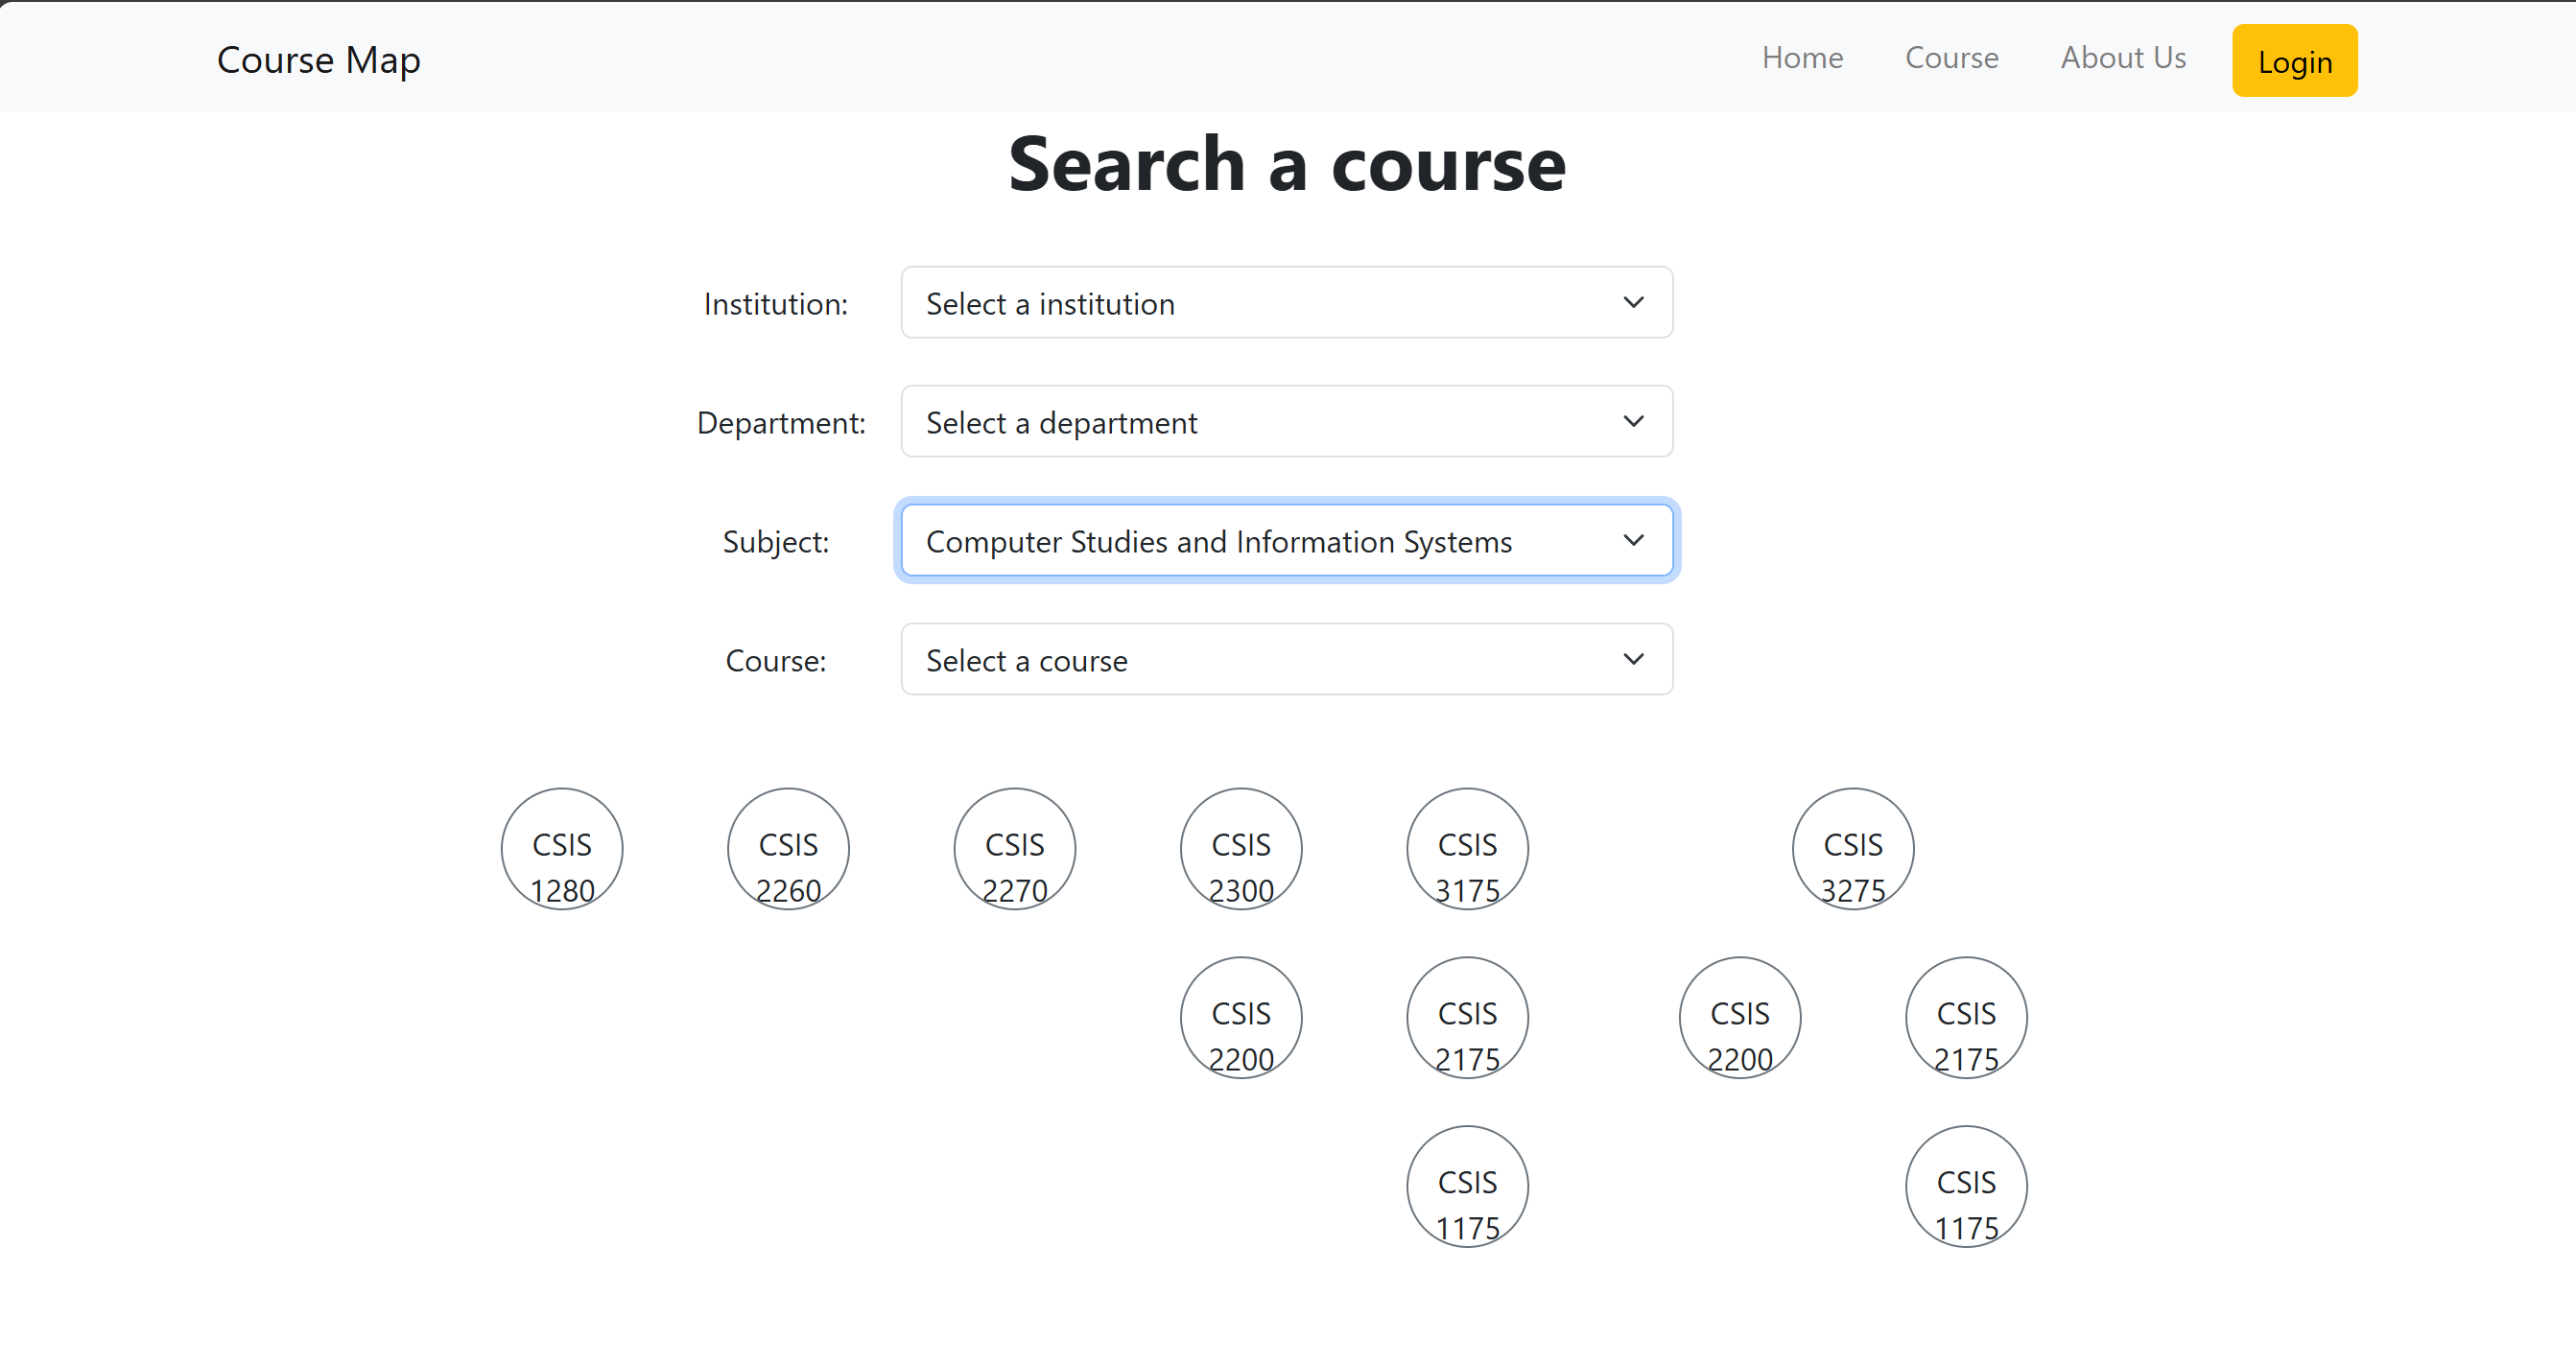 Course Map
Home
Course
About Us
Login
Search a course
Institution:
Select a institution
Department:
Select a department
Subject:
Computer Studies and Information Systems
Course:
Select a course
CSIS
1280
CSIS
2260
CSIS
2270
CSIS
2300
CSIS
3175
CSIS
3275
CSIS
2200
CSIS
2175
CSIS
2200
CSIS
2175
CSIS
1175
CSIS
1175